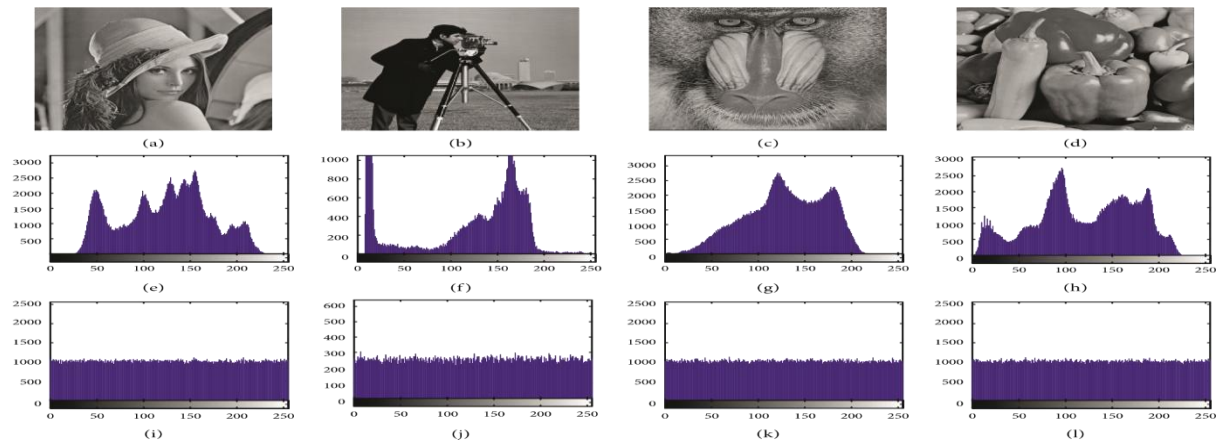 (a) (b) (c) (d)
3000 1000 3500 3000
2500 800 3000 2500
2000 600 2500 2000
1500 400 2000 1500
1000 200 1500 1000
500 0 1000 500
500 0
0
0 50 100 150 200 250 0 50 100 150 200 250 0 50 100 150 200 250 0 50 100 150 200 250
(e) (f) (g) (h)
2500 600 2500 2500
2000 500 2000 2000
1500 400 1500 1500
1000 300 1000 1000
500 200 500 500
0 100 0 0
0
0 50 100 150 200 250 0 50 100 150 200 250 0 50 100 150 200 250 0 50 100 150 200 250
(i) (j) (k) (l)